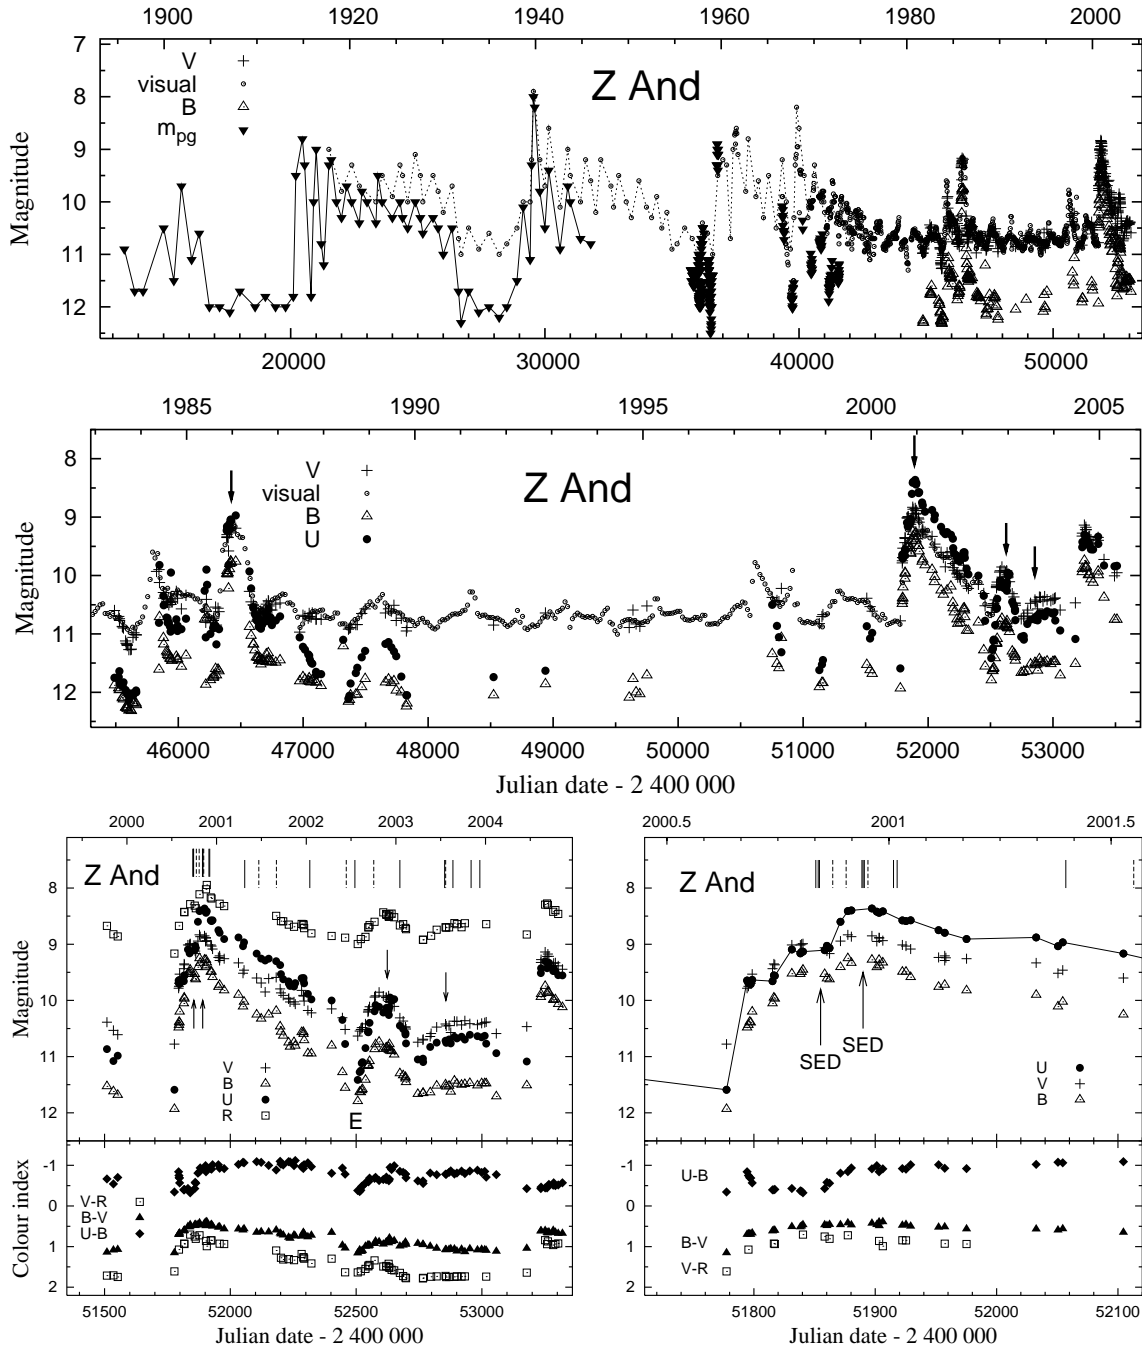 1900 1920 1940 1960 1980 2000
7
V
visual
B
mpg
Z And
8
9
10
11
12
Magnitude
20000 30000 40000 50000
1985 1990 1995 2000 2005
8
V
visual
B
U
Z And
9
10
11
12
Magnitude
46000 47000 48000 49000 50000 51000 52000 53000
Julian date - 2 400 000
2000 2001 2002 2003 2004
Z And
8
9
10
11
12
Magnitude
V
B
U
R
E
-1
0
1
2
Colour index
V-R
B-V
U-B
51500 52000 52500 53000
Julian date - 2 400 000
2000.5 2001 2001.5
Z And
8
9
10
11
12
Magnitude
SED
SED
U
V
B
-1
0
1
2
Colour index
U-B
B-V
V-R
51800 51900 52000 52100
Julian date - 2 400 000